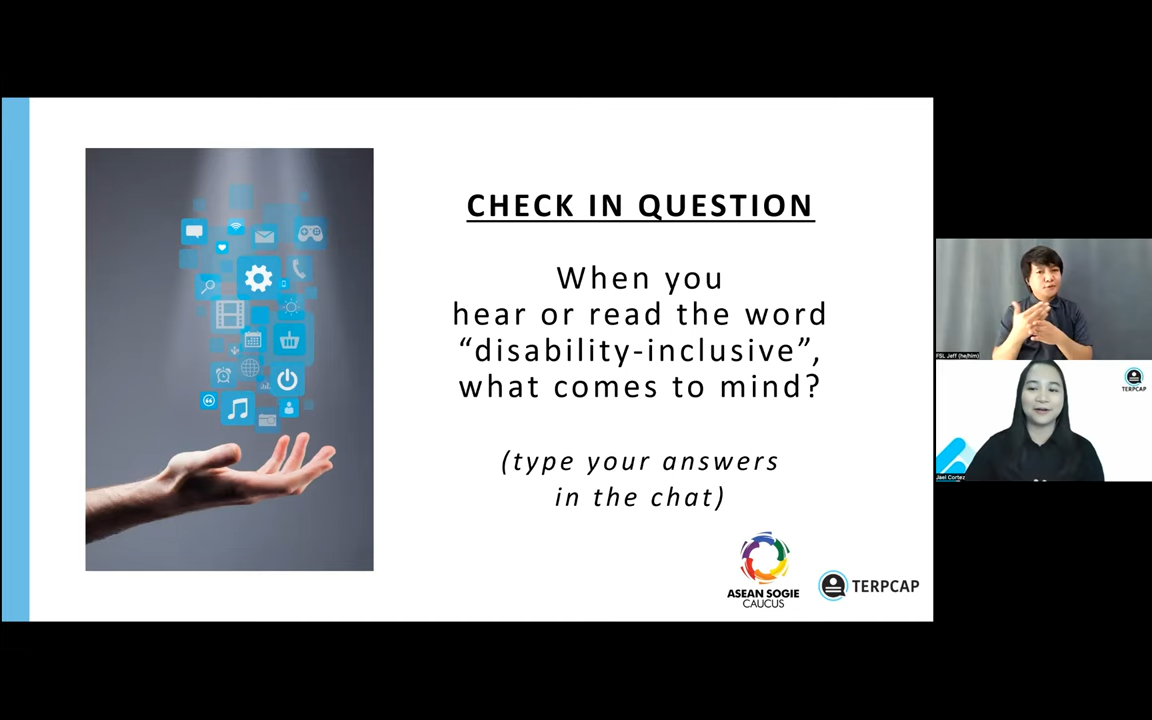 CHECK IN QUESTION
When you
hear or read the word
“disability-inclusive”,
what comes to mind?
(type your answers
in the chat)
ASEAN SOGIE
CAUCUS
TERPCAP
FSL Jeff (he/him)
TERPCAP
Jael Cortez